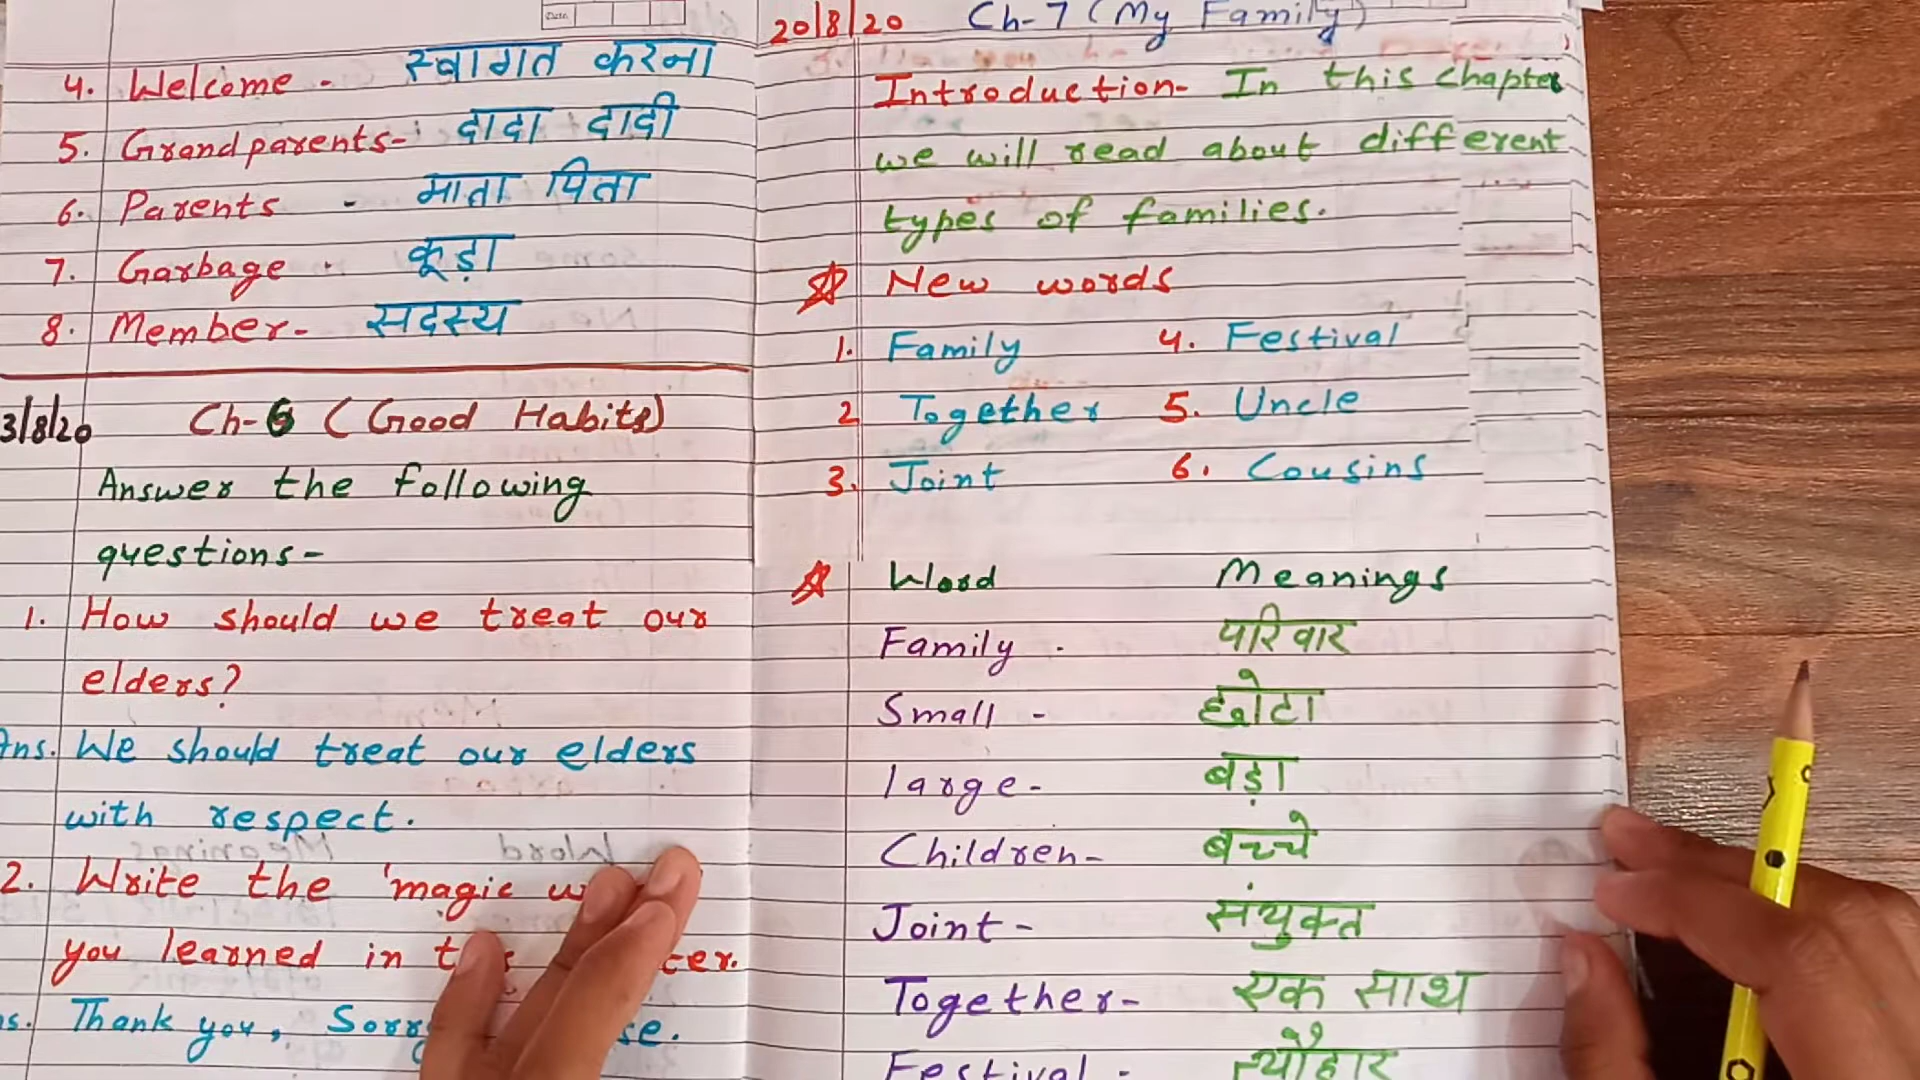 Date.
4. Welcome - स्वागत करना
5. Grandparents- दादा दादी
6. Parents - माता पिता
7. Garbage - कूड़ा
8. Member- सदस्य
3/8/20 Ch-6 (Good Habits)
Answer the following
questions-
1. How should we treat our
elders?
Ans. We should treat our elders
with respect.
2. Write the 'magic
you learned in
Thank you,
20/8/20 Ch-7 (My Family)
Introduction- In this chapter
we will read about different
types of families.
New words
1. Family 4. Festival
2 Together 5. Uncle
3. Joint 6. Cousins
Word Meanings
Family - परिवार
Small - छोटा
large - बड़ा
Children- बच्चे
Joint - संयुक्त
Together- एक साथ
Festival - त्यौहार